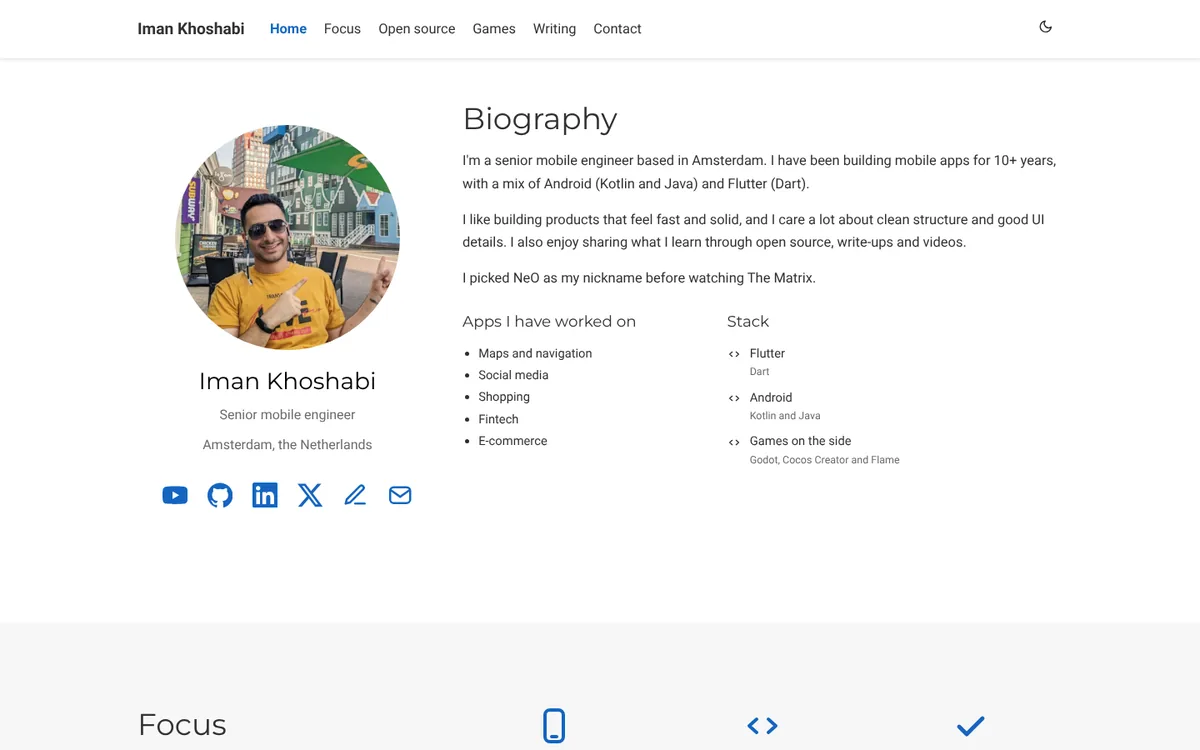 Iman Khoshabi Home Focus Open source Games Writing Contact
SUBWAY
Iman Khoshabi
Senior mobile engineer
Amsterdam, the Netherlands
Biography
I'm a senior mobile engineer based in Amsterdam. I have been building mobile apps for 10+ years,
with a mix of Android (Kotlin and Java) and Flutter (Dart).
I like building products that feel fast and solid, and I care a lot about clean structure and good UI
details. I also enjoy sharing what I learn through open source, write-ups and videos.
I picked NeO as my nickname before watching The Matrix.
Apps I have worked on
Maps and navigation
Social media
Shopping
Fintech
E-commerce
Stack
Flutter
Dart
Android
Kotlin and Java
Games on the side
Godot, Cocos Creator and Flame
Focus